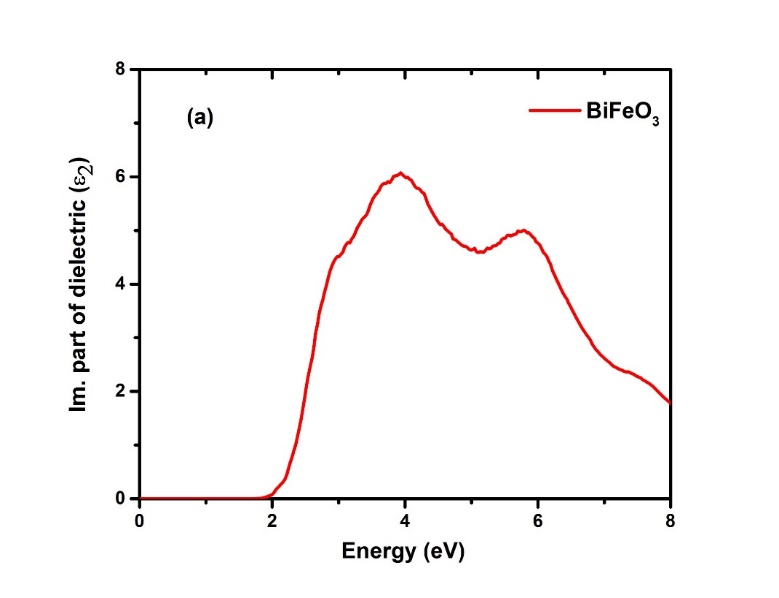 8
(a)
BiFeO₃
6
4
2
0
Im. part of dielectric (ε₂)
0 2 4 6 8
Energy (eV)